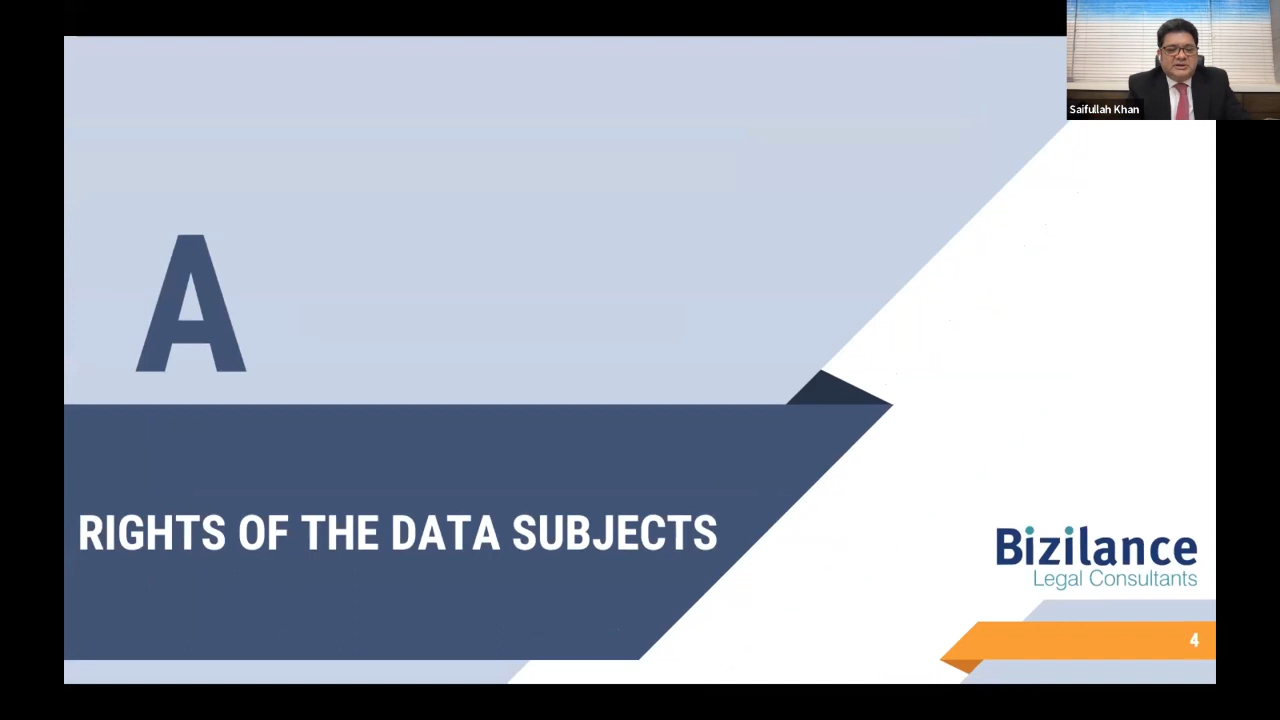 Saifullah Khan
A
RIGHTS OF THE DATA SUBJECTS
Bizilance
Legal Consultants
4